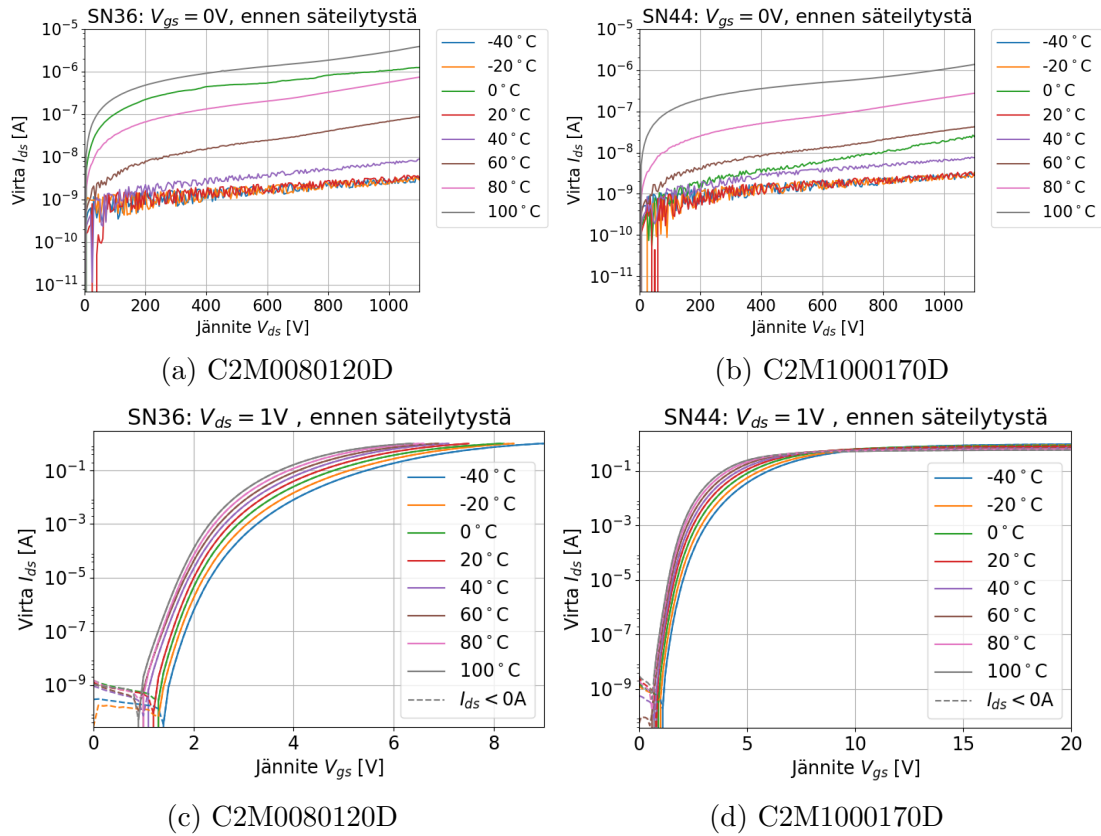 SN36: V_gs = 0V, ennen säteilytystä
10⁻⁵
10⁻⁶
10⁻⁷
10⁻⁸
10⁻⁹
10⁻¹⁰
10⁻¹¹
Virta I_ds [A]
0 200 400 600 800 1000
Jännite V_ds [V]
-40°C
-20°C
0°C
20°C
40°C
60°C
80°C
100°C
(a) C2M0080120D
SN44: V_gs = 0V, ennen säteilytystä
10⁻⁵
10⁻⁶
10⁻⁷
10⁻⁸
10⁻⁹
10⁻¹⁰
10⁻¹¹
Virta I_ds [A]
0 200 400 600 800 1000
Jännite V_ds [V]
-40°C
-20°C
0°C
20°C
40°C
60°C
80°C
100°C
(b) C2M1000170D
SN36: V_ds = 1V , ennen säteilytystä
10⁻¹
10⁻³
10⁻⁵
10⁻⁷
10⁻⁹
Virta I_ds [A]
0 2 4 6 8
Jännite V_gs [V]
-40°C
-20°C
0°C
20°C
40°C
60°C
80°C
100°C
I_ds < 0A
(c) C2M0080120D
SN44: V_ds = 1V , ennen säteilytystä
10⁻¹
10⁻³
10⁻⁵
10⁻⁷
10⁻⁹
Virta I_ds [A]
0 5 10 15 20
Jännite V_gs [V]
-40°C
-20°C
0°C
20°C
40°C
60°C
80°C
100°C
I_ds < 0A
(d) C2M1000170D